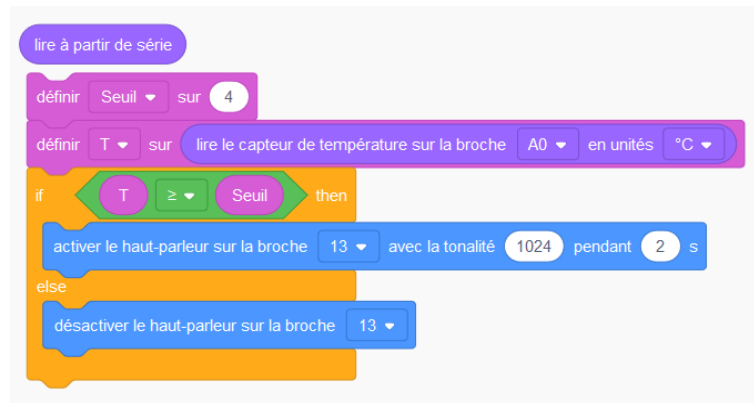 lire à partir de série
définir Seuil sur 4
définir T sur lire le capteur de température sur la broche A0 en unités °C
if T ≥ Seuil then
activer le haut-parleur sur la broche 13 avec la tonalité 1024 pendant 2 s
else
désactiver le haut-parleur sur la broche 13